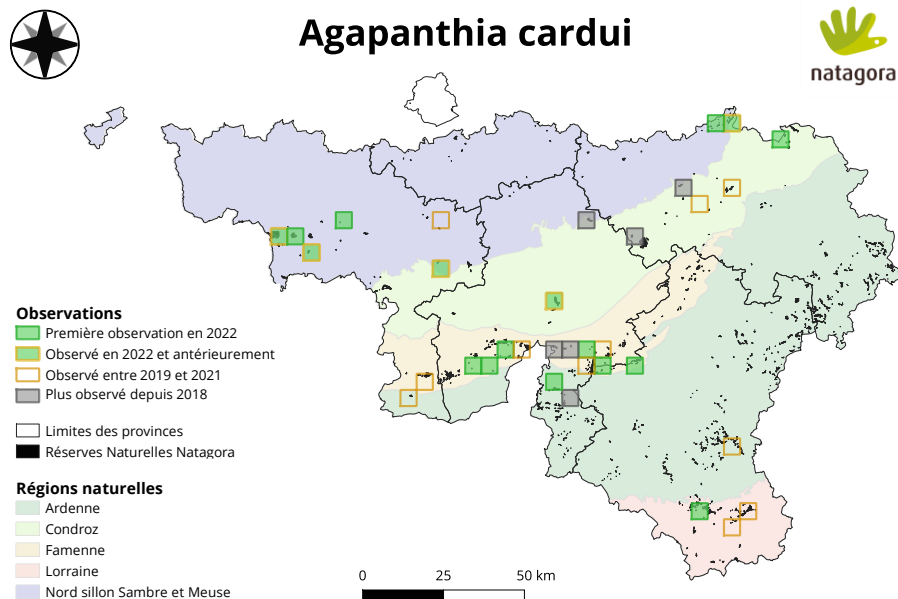 Agapanthia cardui
natagora
Observations
Première observation en 2022
Observé en 2022 et antérieurement
Observé entre 2019 et 2021
Plus observé depuis 2018
Limites des provinces
Réserves Naturelles Natagora
Régions naturelles
Ardenne
Condroz
Famenne
Lorraine
Nord sillon Sambre et Meuse
0 25 50 km